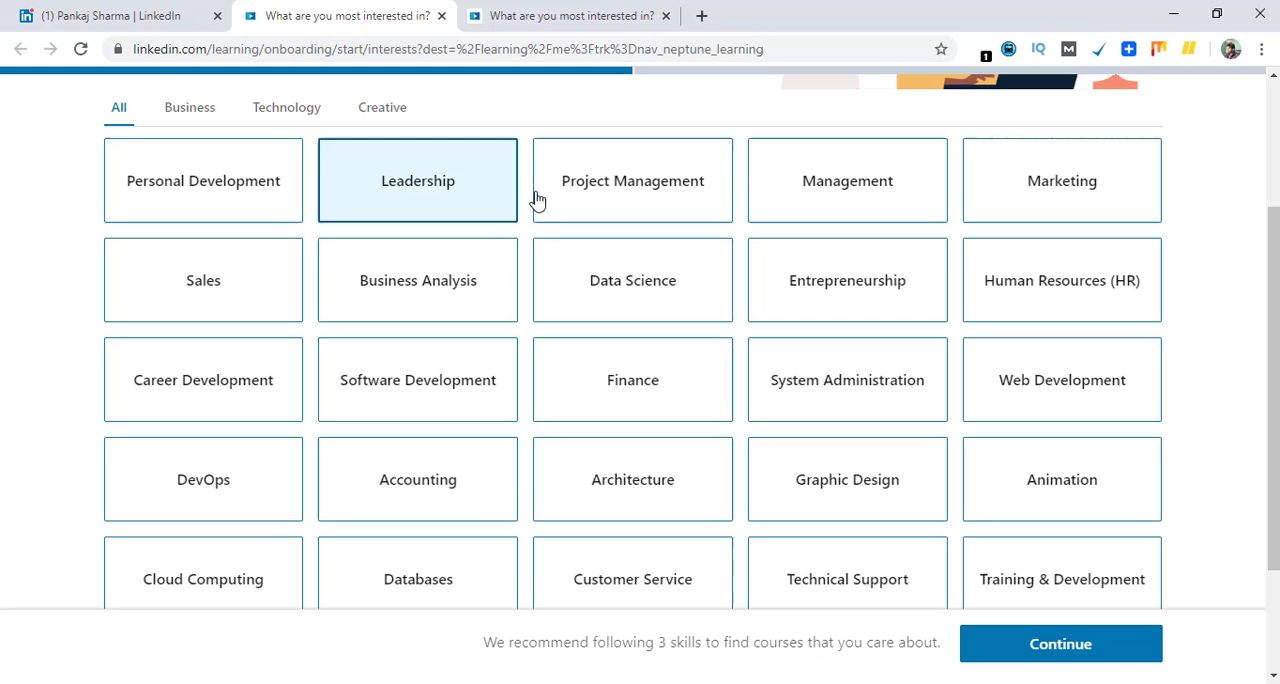 (1) Pankaj Sharma | LinkedIn
What are you most interested in?
What are you most interested in?
linkedin.com/learning/onboarding/start/interests?dest=%2Flearning%2Fme%3Ftrk%3Dnav_neptune_learning
1
IQ
M
All Business Technology Creative
Personal Development Leadership Project Management Management Marketing
Sales Business Analysis Data Science Entrepreneurship Human Resources (HR)
Career Development Software Development Finance System Administration Web Development
DevOps Accounting Architecture Graphic Design Animation
Cloud Computing Databases Customer Service Technical Support Training & Development
We recommend following 3 skills to find courses that you care about. Continue